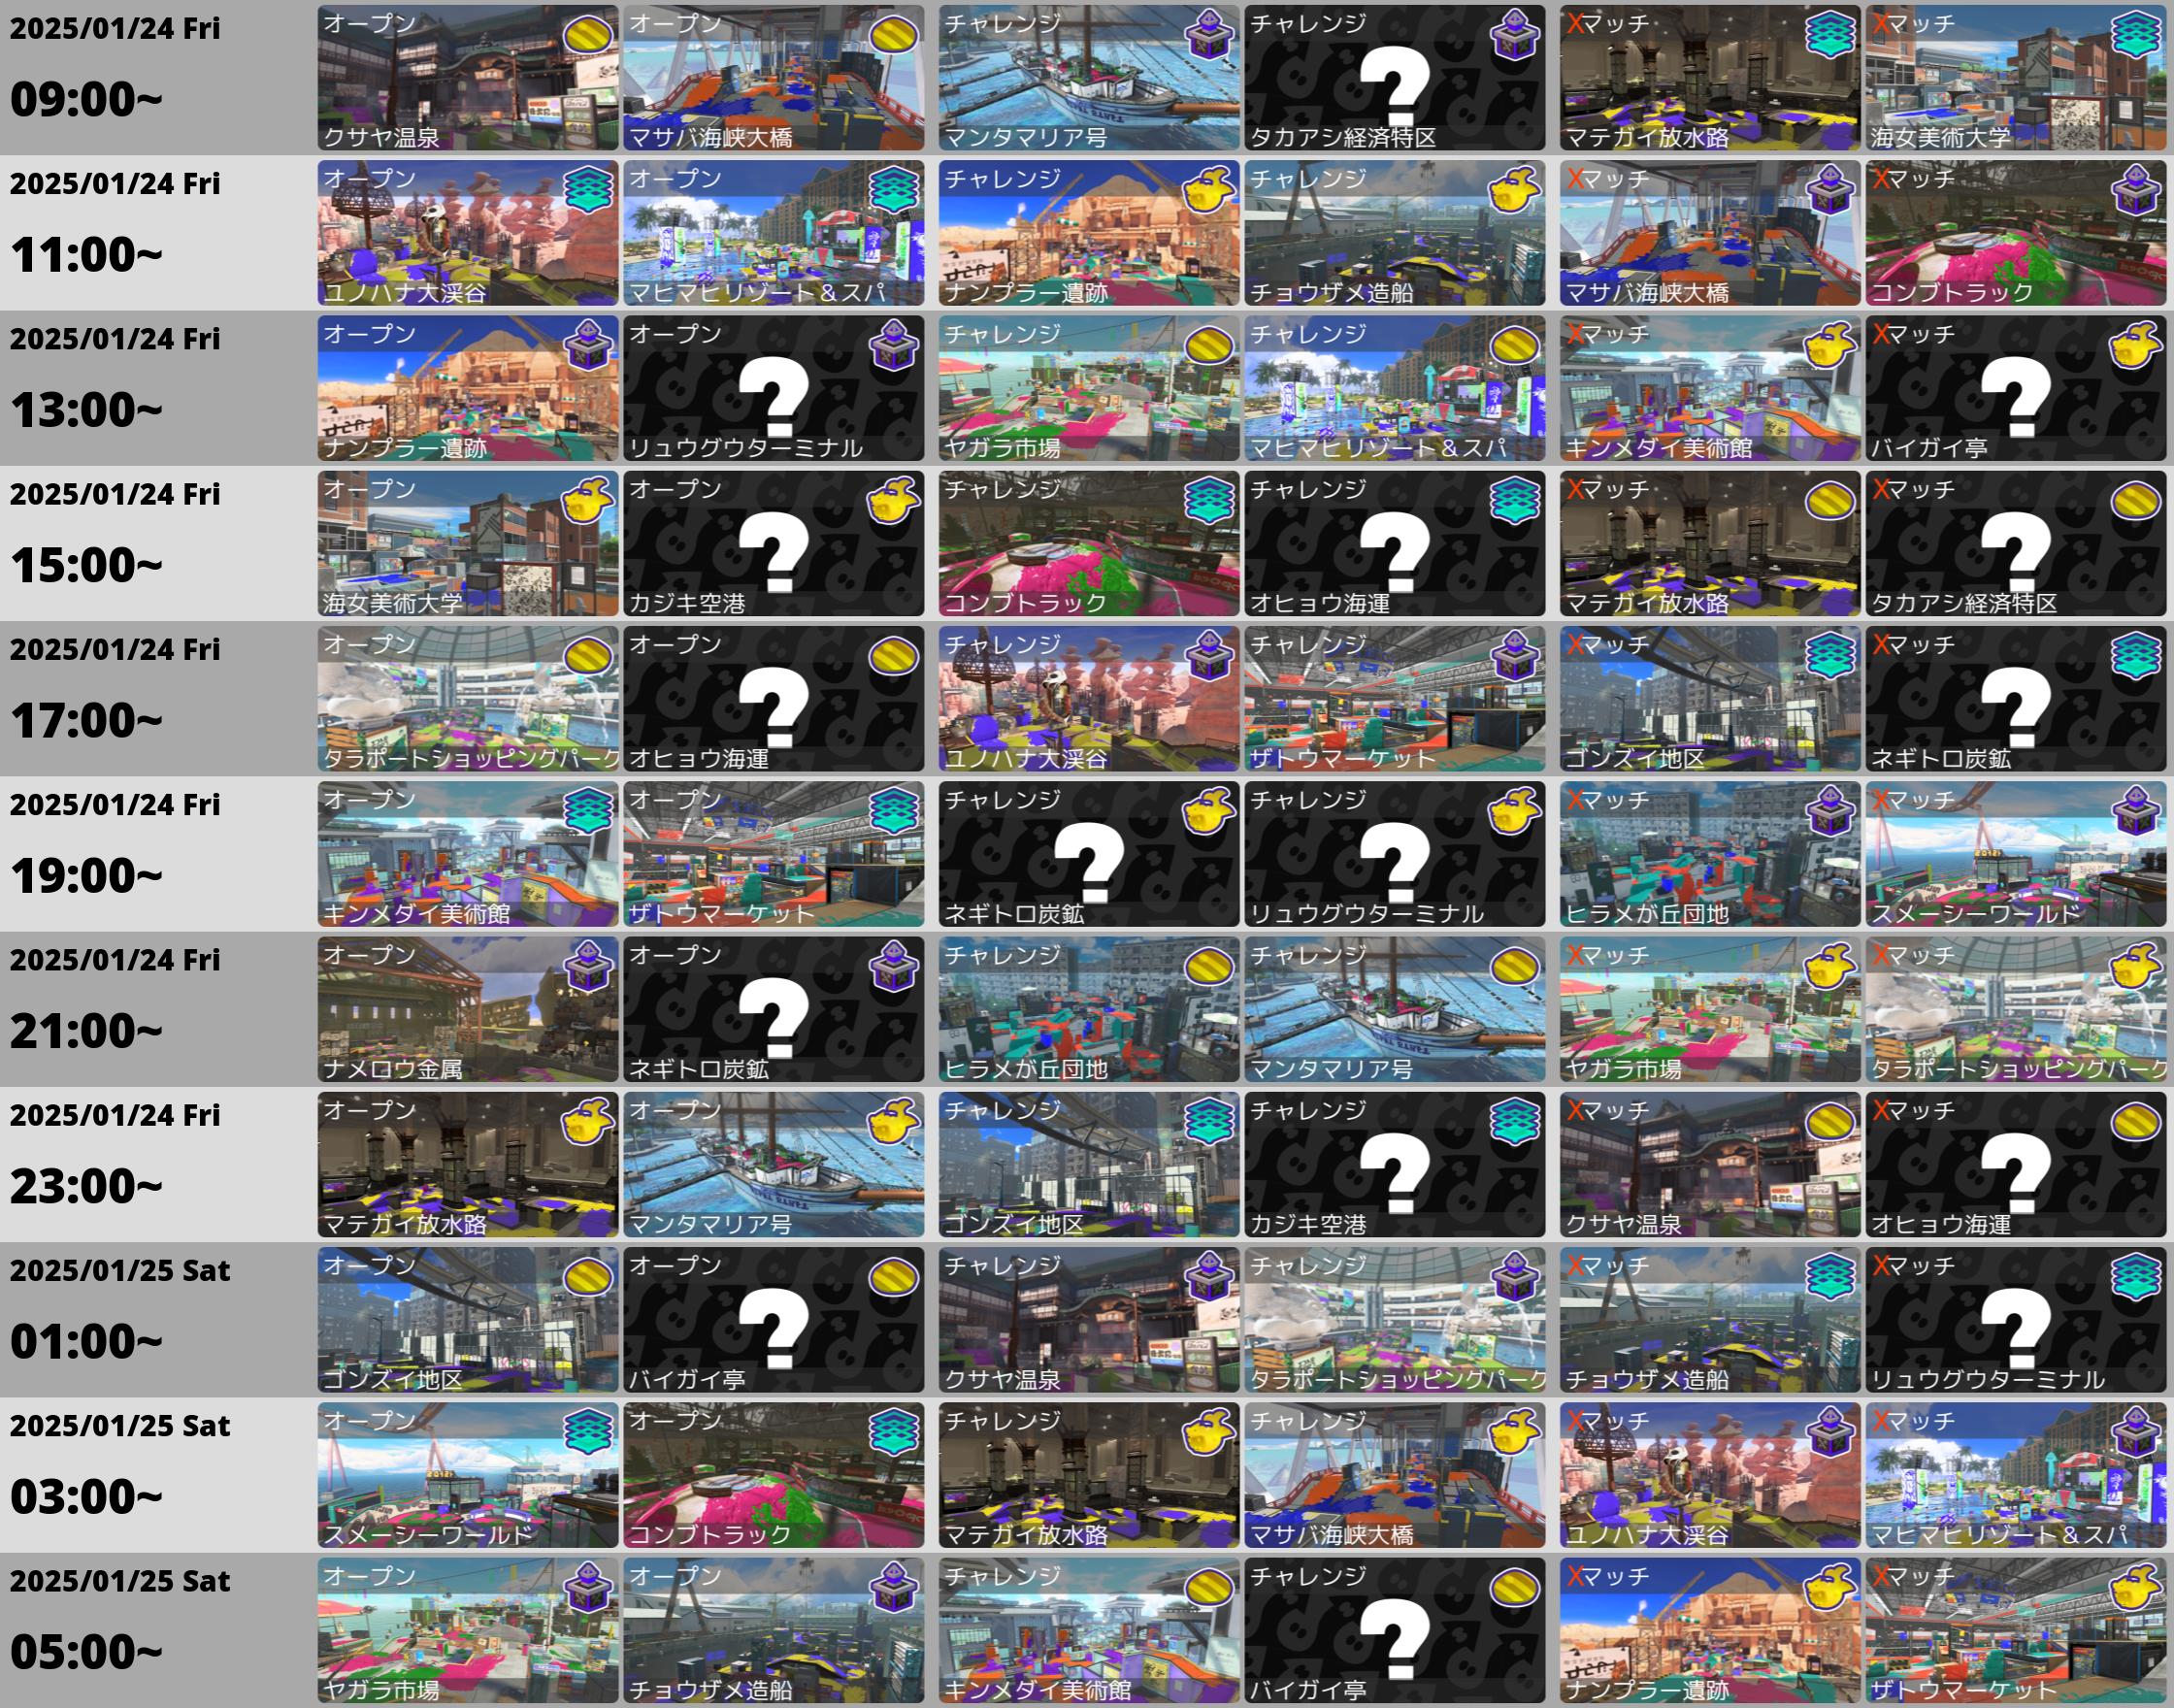 2025/01/24 Fri
09:00~
オープン
クサヤ温泉
オープン
マサバ海峡大橋
チャレンジ
マンタマリア号
チャレンジ
タカアシ経済特区
Xマッチ
マテガイ放水路
Xマッチ
海女美術大学
2025/01/24 Fri
11:00~
オープン
ユノハナ大渓谷
オープン
マヒマヒリゾート＆スパ
チャレンジ
ナンプラー遺跡
チャレンジ
チョウザメ造船
Xマッチ
マサバ海峡大橋
Xマッチ
コンブトラック
2025/01/24 Fri
13:00~
オープン
ナンプラー遺跡
オープン
リュウグウターミナル
チャレンジ
ヤガラ市場
チャレンジ
マヒマヒリゾート＆スパ
Xマッチ
キンメダイ美術館
Xマッチ
バイガイ亭
2025/01/24 Fri
15:00~
オープン
海女美術大学
オープン
カジキ空港
チャレンジ
コンブトラック
チャレンジ
オヒョウ海運
Xマッチ
マテガイ放水路
Xマッチ
タカアシ経済特区
2025/01/24 Fri
17:00~
オープン
タラポートショッピングパーク
オープン
オヒョウ海運
チャレンジ
ユノハナ大渓谷
チャレンジ
ザトウマーケット
Xマッチ
ゴンズイ地区
Xマッチ
ネギトロ炭鉱
2025/01/24 Fri
19:00~
オープン
キンメダイ美術館
オープン
ザトウマーケット
チャレンジ
ネギトロ炭鉱
チャレンジ
リュウグウターミナル
Xマッチ
ヒラメが丘団地
Xマッチ
スメーシーワールド
2025/01/24 Fri
21:00~
オープン
ナメロウ金属
オープン
ネギトロ炭鉱
チャレンジ
ヒラメが丘団地
チャレンジ
マンタマリア号
Xマッチ
ヤガラ市場
Xマッチ
タラポートショッピングパーク
2025/01/24 Fri
23:00~
オープン
マテガイ放水路
オープン
マンタマリア号
チャレンジ
ゴンズイ地区
チャレンジ
カジキ空港
Xマッチ
クサヤ温泉
Xマッチ
オヒョウ海運
2025/01/25 Sat
01:00~
オープン
ゴンズイ地区
オープン
バイガイ亭
チャレンジ
クサヤ温泉
チャレンジ
タラポートショッピングパーク
Xマッチ
チョウザメ造船
Xマッチ
リュウグウターミナル
2025/01/25 Sat
03:00~
オープン
スメーシーワールド
オープン
コンブトラック
チャレンジ
マテガイ放水路
チャレンジ
マサバ海峡大橋
Xマッチ
ユノハナ大渓谷
Xマッチ
マヒマヒリゾート＆スパ
2025/01/25 Sat
05:00~
オープン
ヤガラ市場
オープン
チョウザメ造船
チャレンジ
キンメダイ美術館
チャレンジ
バイガイ亭
Xマッチ
ナンプラー遺跡
Xマッチ
ザトウマーケット